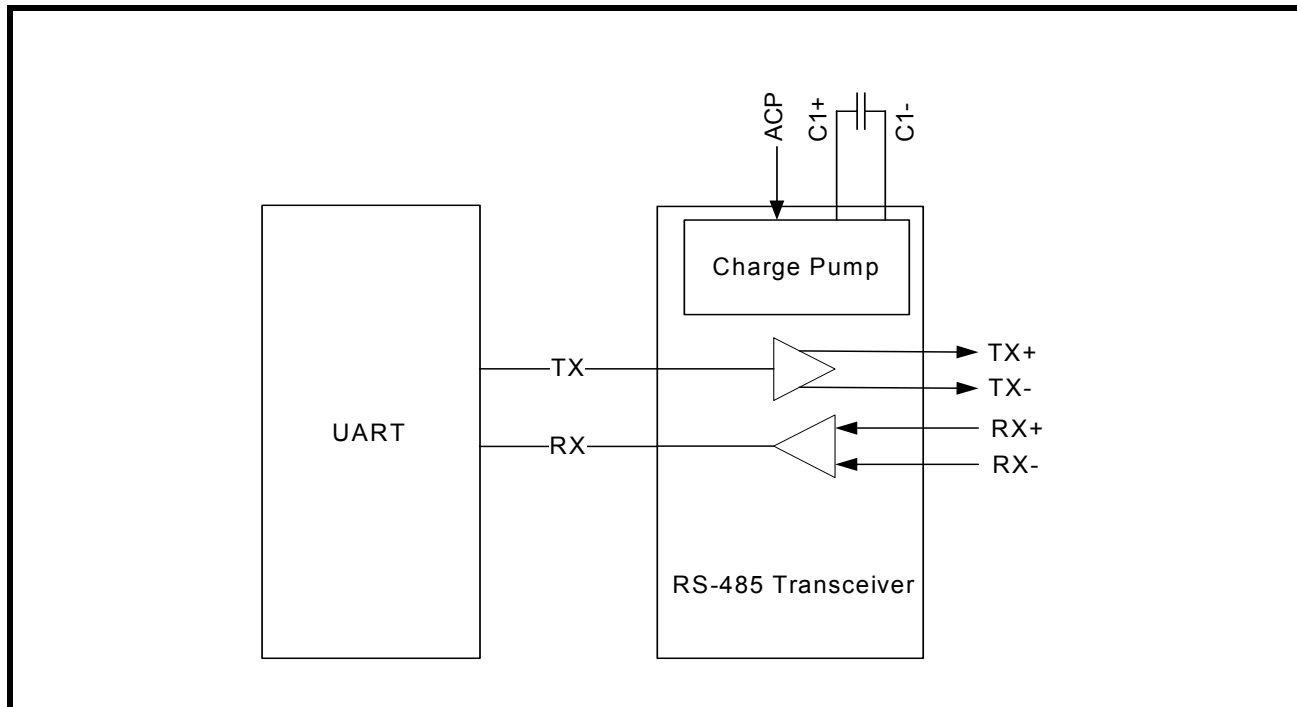 ACP
C1+
C1-
Charge Pump
TX
TX+
TX-
UART
RX
RX+
RX-
RS-485 Transceiver